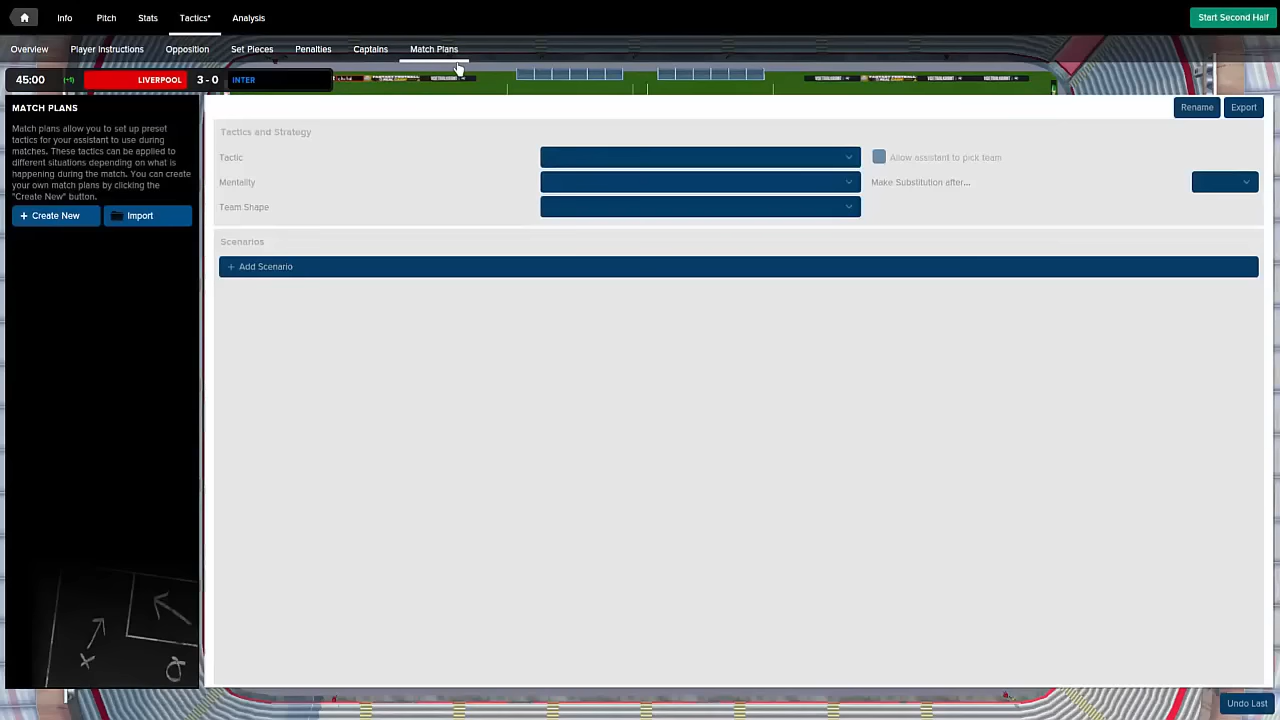 Info Pitch Stats Tactics* Analysis Start Second Half
Overview Player Instructions Opposition Set Pieces Penalties Captains Match Plans
45:00 (+1) LIVERPOOL 3 - 0 INTER
MATCH PLANS
Match plans allow you to set up preset
tactics for your assistant to use during
matches. These tactics can be applied to
different situations depending on what is
happening during the match. You can create
your own match plans by clicking the
"Create New" button.
+ Create New Import
Rename Export
Tactics and Strategy
Tactic Allow assistant to pick team
Mentality Make Substitution after...
Team Shape
Scenarios
+ Add Scenario
Undo Last